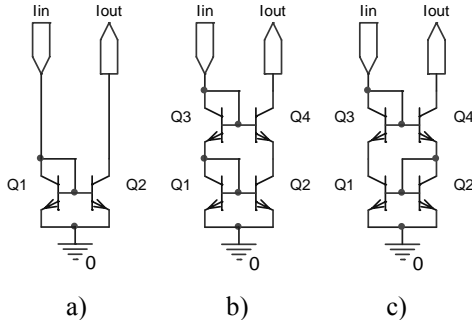 Iin Iout Iin Iout Iin Iout
Q3 Q4 Q3 Q4
Q1 Q2 Q1 Q2 Q1 Q2
0 0 0
a) b) c)